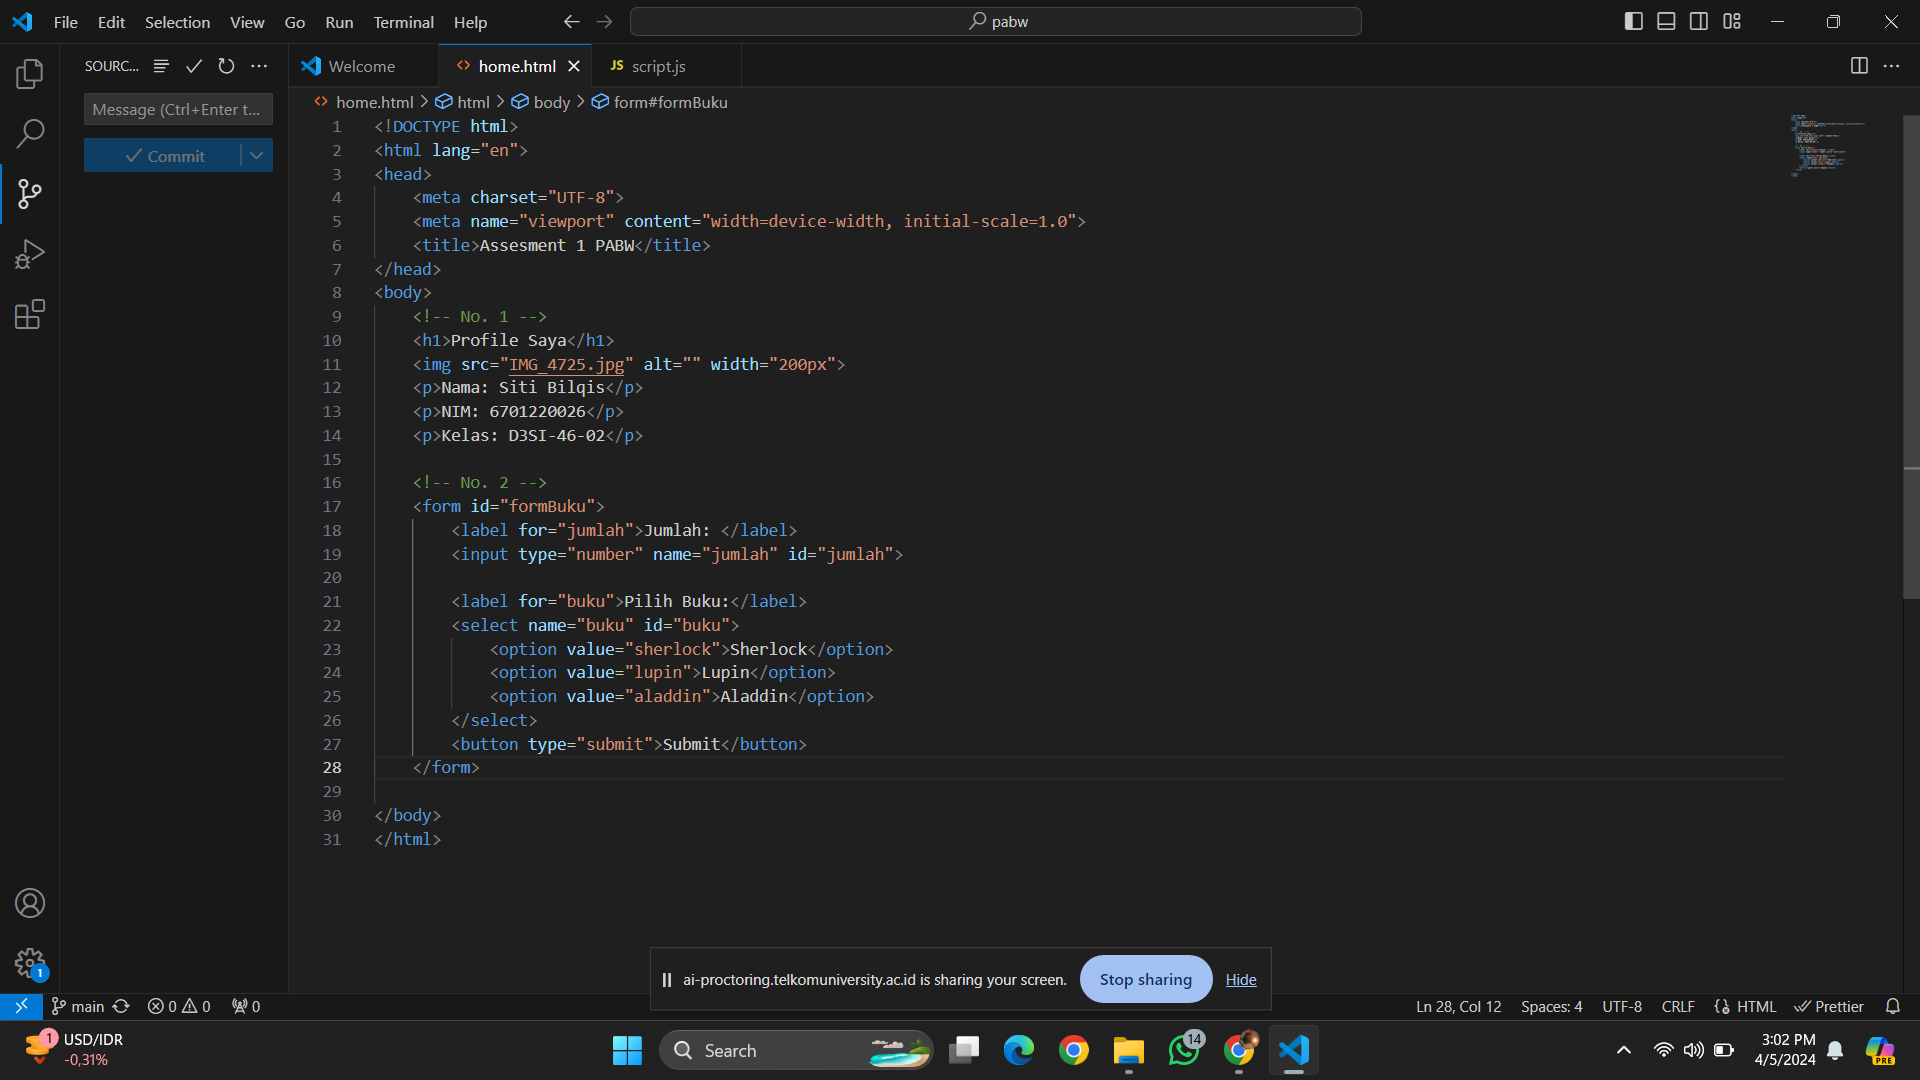 File Edit Selection View Go Run Terminal Help
pabw
SOURC...
Message (Ctrl+Enter t...
Commit
Welcome
home.html
JS script.js
home.html > html > body > form#formBuku
1 <!DOCTYPE html>
2 <html lang="en">
3 <head>
4 <meta charset="UTF-8">
5 <meta name="viewport" content="width=device-width, initial-scale=1.0">
6 <title>Assesment 1 PABW</title>
7 </head>
8 <body>
9 <!-- No. 1 -->
10 <h1>Profile Saya</h1>
11 <img src="IMG_4725.jpg" alt="" width="200px">
12 <p>Nama: Siti Bilqis</p>
13 <p>NIM: 6701220026</p>
14 <p>Kelas: D3SI-46-02</p>
15
16 <!-- No. 2 -->
17 <form id="formBuku">
18 <label for="jumlah">Jumlah: </label>
19 <input type="number" name="jumlah" id="jumlah">
20
21 <label for="buku">Pilih Buku:</label>
22 <select name="buku" id="buku">
23 <option value="sherlock">Sherlock</option>
24 <option value="lupin">Lupin</option>
25 <option value="aladdin">Aladdin</option>
26 </select>
27 <button type="submit">Submit</button>
28 </form>
29
30 </body>
31 </html>
1
ai-proctoring.telkomuniversity.ac.id is sharing your screen. Stop sharing Hide
main 0 0 0
Ln 28, Col 12 Spaces: 4 UTF-8 CRLF HTML Prettier
1
USD/IDR
-0,31%
Search
14
3:02 PM
4/5/2024
PRE